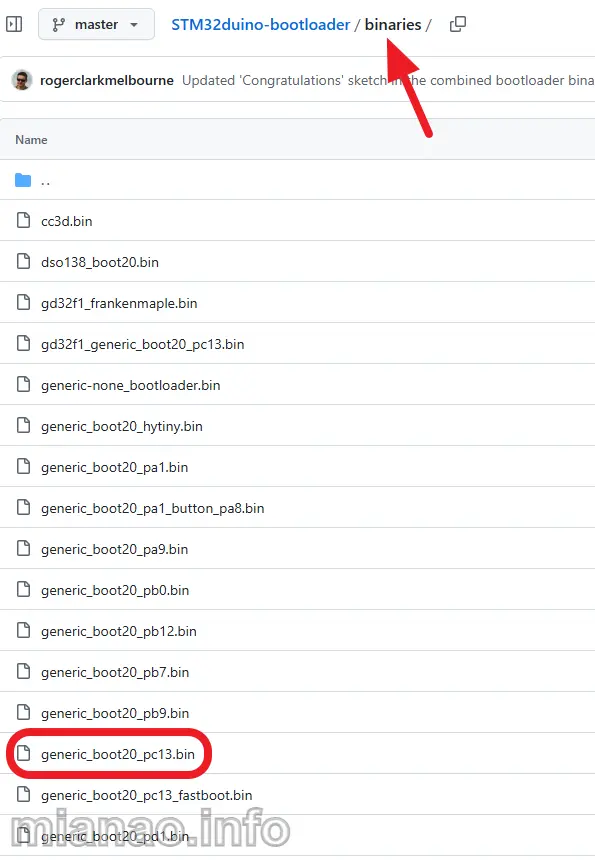 master STM32duino-bootloader / binaries /
rogerclarkmelbourne Updated 'Congratulations' sketch in the combined bootloader bina
Name
..
cc3d.bin
dso138_boot20.bin
gd32f1_frankenmaple.bin
gd32f1_generic_boot20_pc13.bin
generic-none_bootloader.bin
generic_boot20_hytiny.bin
generic_boot20_pa1.bin
generic_boot20_pa1_button_pa8.bin
generic_boot20_pa9.bin
generic_boot20_pb0.bin
generic_boot20_pb12.bin
generic_boot20_pb7.bin
generic_boot20_pb9.bin
generic_boot20_pc13.bin
generic_boot20_pc13_fastboot.bin
generic_boot20_pd1.bin
mianao.info